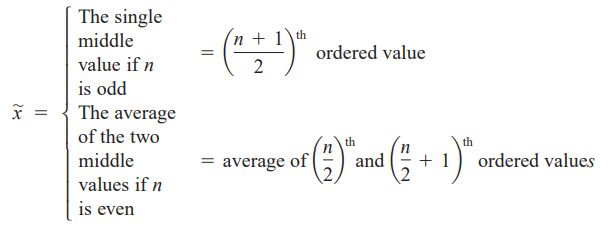 The single
middle
value if n
is odd
= ((n + 1)/2)th ordered value
x̃ =
The average
of the two
middle
values if n
is even
= average of (n/2)th and (n/2 + 1)th ordered values